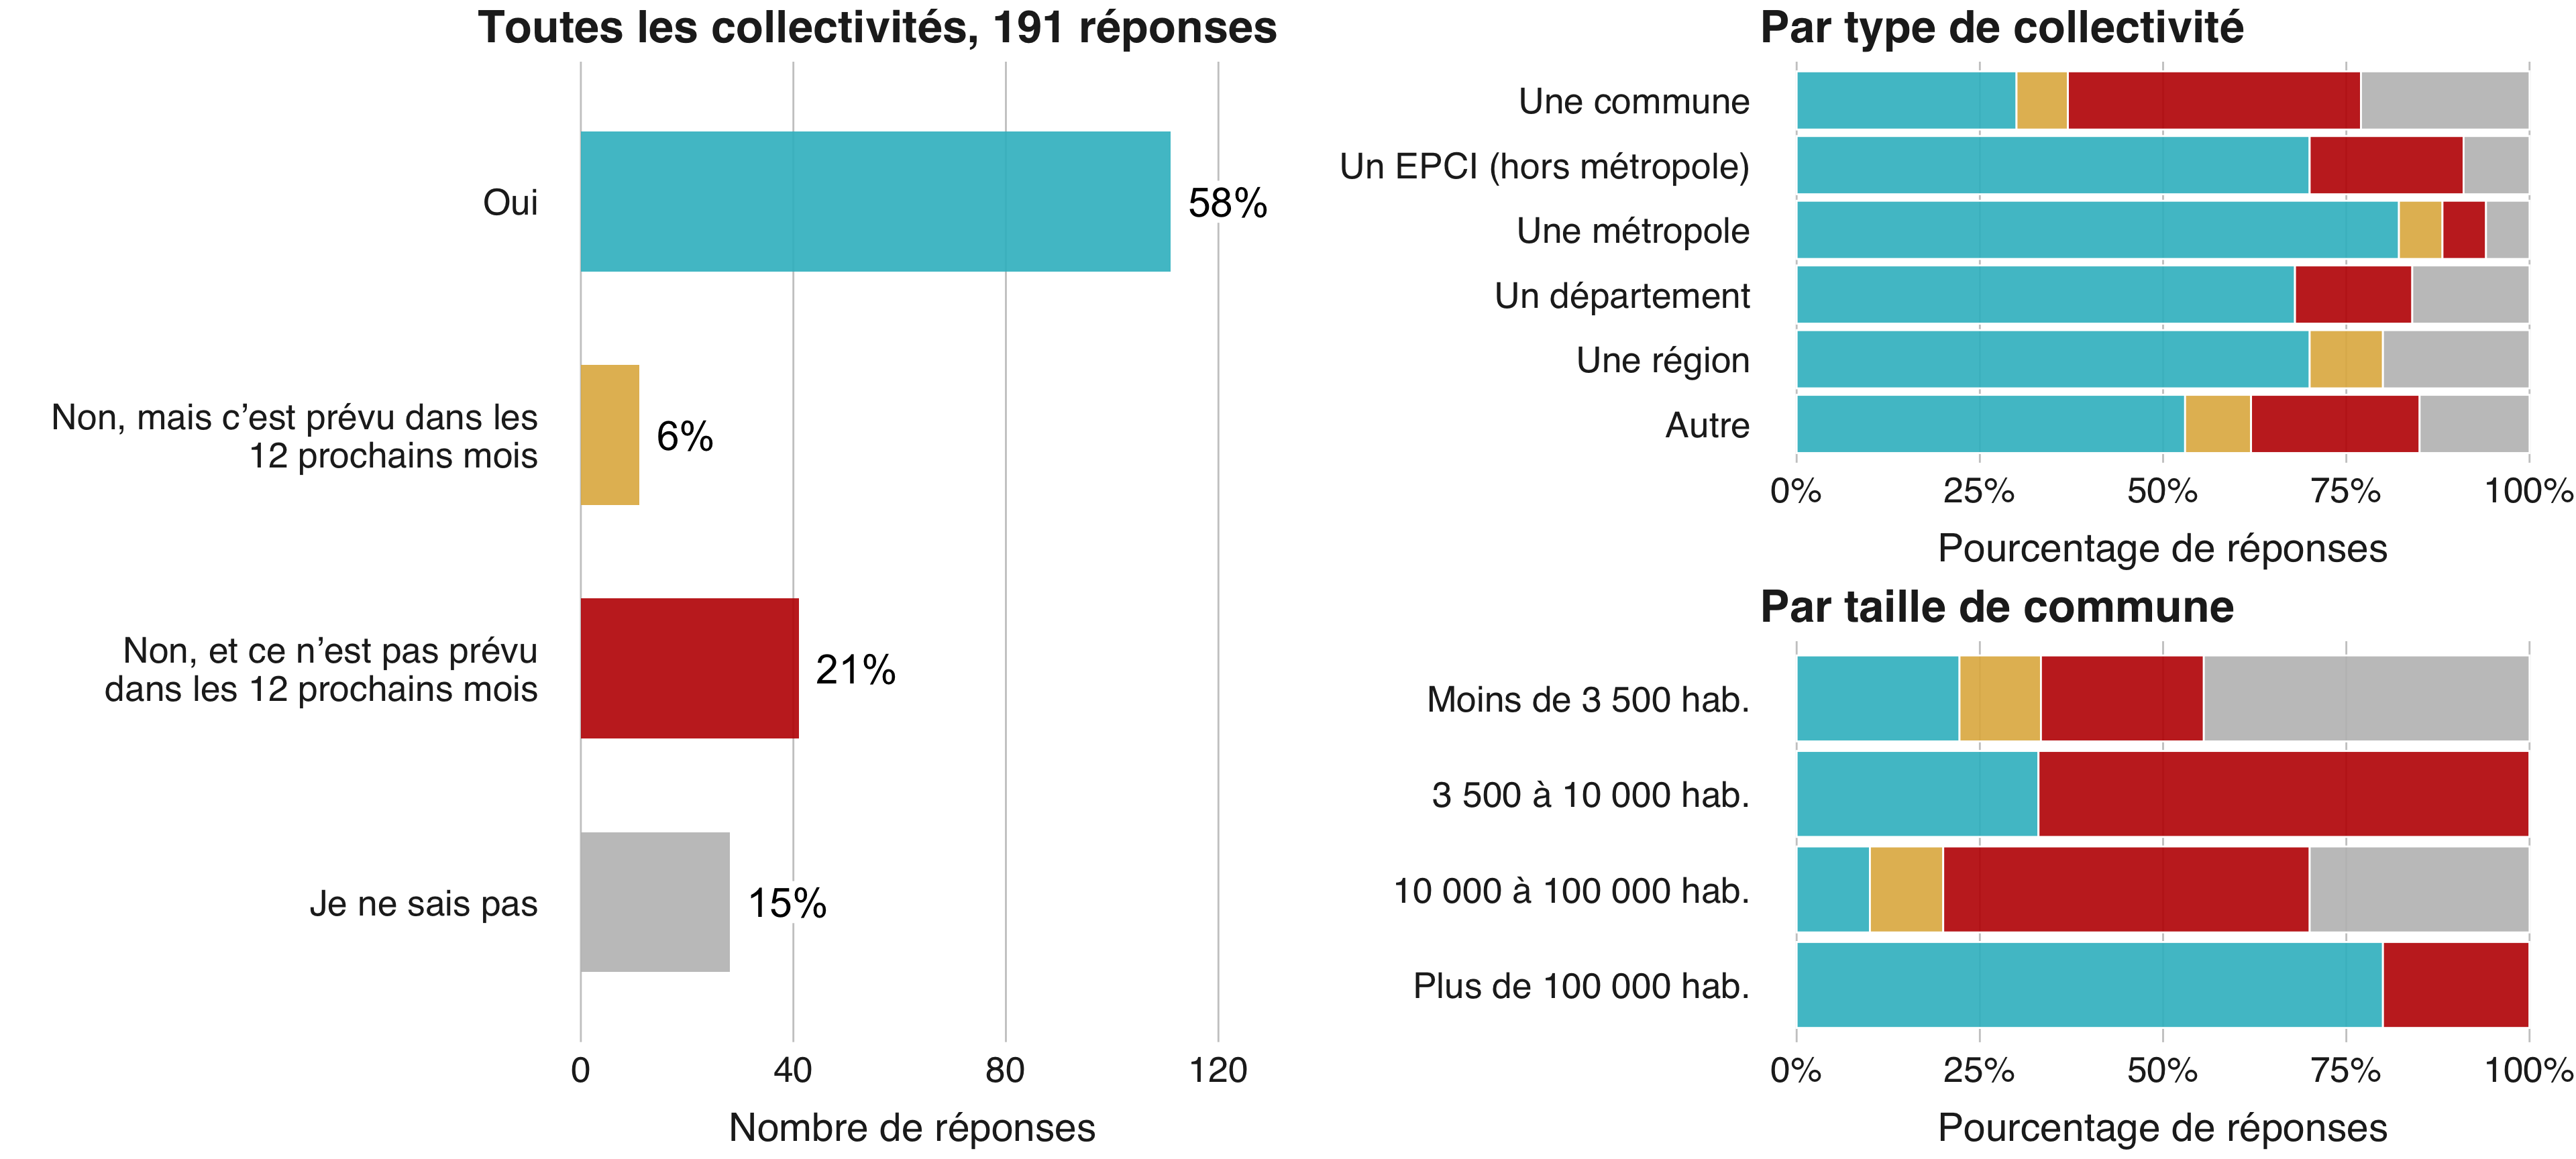 Toutes les collectivités, 191 réponses
Oui
58%
Non, mais c’est prévu dans les
12 prochains mois
6%
Non, et ce n’est pas prévu
dans les 12 prochains mois
21%
Je ne sais pas
15%
0 40 80 120
Nombre de réponses
Par type de collectivité
Une commune
Un EPCI (hors métropole)
Une métropole
Un département
Une région
Autre
0% 25% 50% 75% 100%
Pourcentage de réponses
Par taille de commune
Moins de 3 500 hab.
3 500 à 10 000 hab.
10 000 à 100 000 hab.
Plus de 100 000 hab.
0% 25% 50% 75% 100%
Pourcentage de réponses